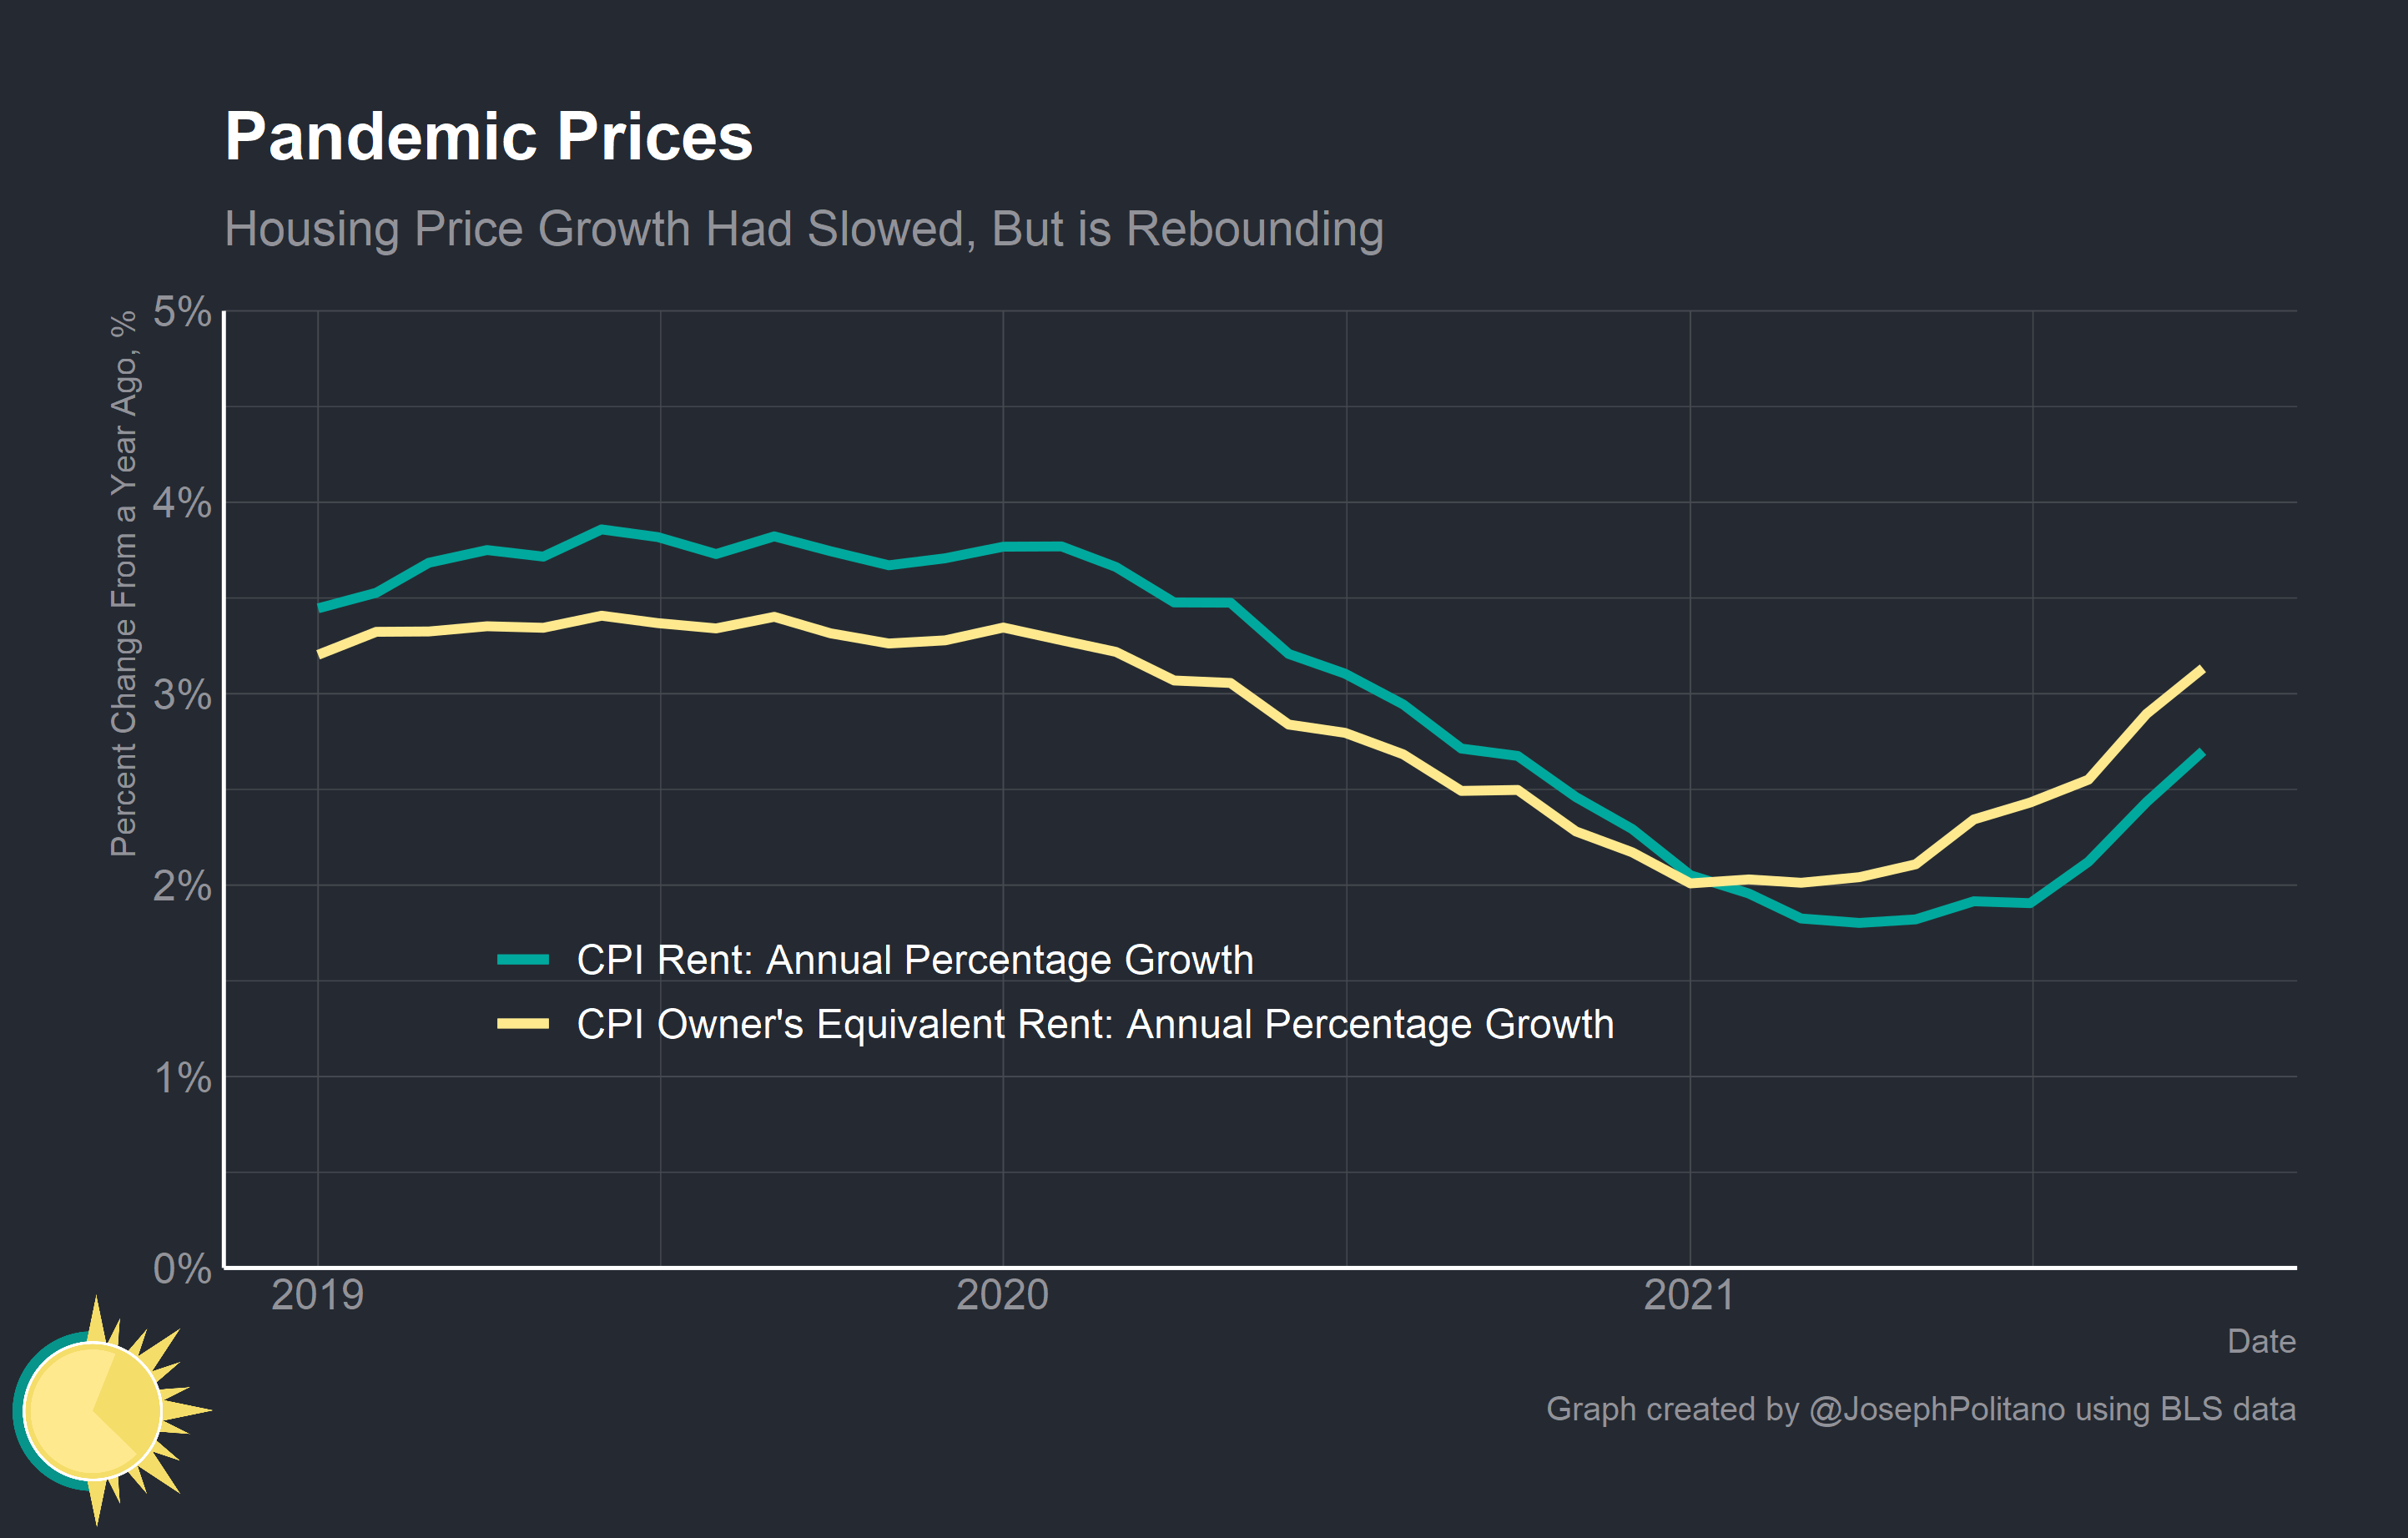 Pandemic Prices
Housing Price Growth Had Slowed, But is Rebounding
Percent Change From a Year Ago, %
5%
4%
3%
2%
1%
0%
CPI Rent: Annual Percentage Growth
CPI Owner's Equivalent Rent: Annual Percentage Growth
2019 2020 2021
Date
Graph created by @JosephPolitano using BLS data